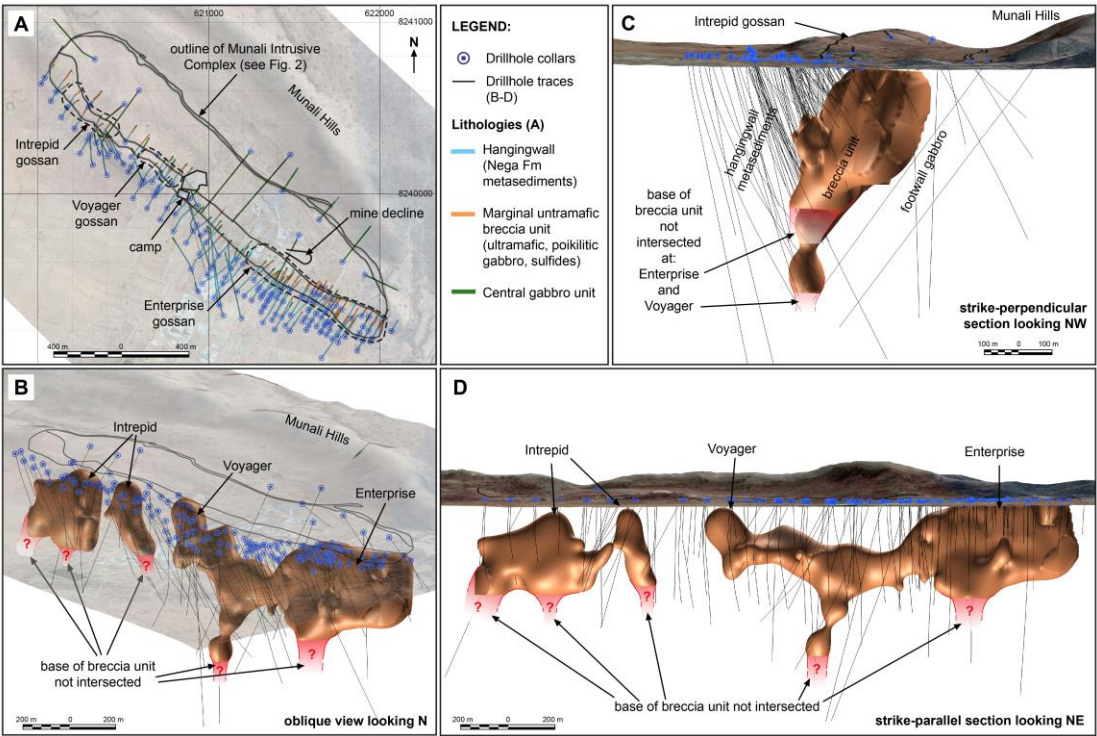 A
621000
622000
8241000
N
outline of Munali Intrusive
Complex (see Fig. 2)
Munali Hills
Intrepid
gossan
8240000
Voyager
gossan
mine decline
camp
Enterprise
gossan
400 m
0
400 m
LEGEND:
Drillhole collars
Drillhole traces
(B-D)
Lithologies (A)
Hangingwall
(Nega Fm
metasediments)
Marginal untramafic
breccia unit
(ultramafic, poikilitic
gabbro, sulfides)
Central gabbro unit
C
Intrepid gossan
Munali Hills
hangingwall
metasediments
breccia unit
footwall gabbro
base of
breccia unit
not
intersected
at:
Enterprise
and
Voyager
strike-perpendicular
section looking NW
100 m
0
100 m
B
Intrepid
Munali Hills
Voyager
Enterprise
?
?
?
?
?
base of breccia unit
not intersected
200 m
0
200 m
oblique view looking N
D
Intrepid
Voyager
Enterprise
?
?
?
?
?
base of breccia unit not intersected
200 m
0
200 m
strike-parallel section looking NE